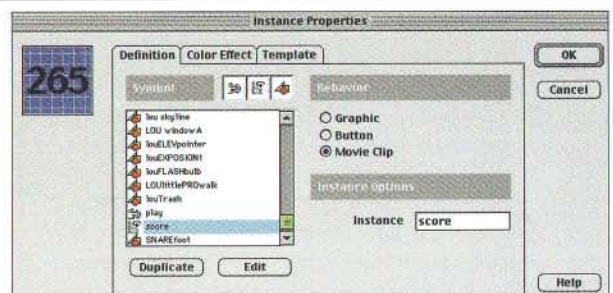 Instance Properties
265
Definition
Color Effect
Template
OK
Cancel
Symbol
Behavior
lou skyline
LOU windowA
louELEVpointer
louEXPOSION1
louFLASHbulb
LOUlittlePROwalk
louTrash
play
score
SNAREfoot
Graphic
Button
Movie Clip
Instance Options
Instance
score
Duplicate
Edit
Help